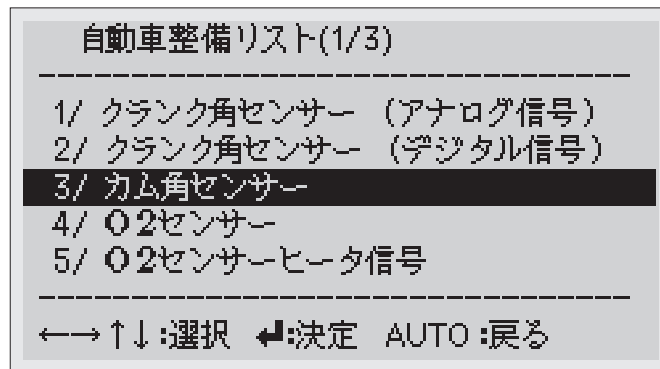 自動車整備リスト(1/3)
1/ クランク角センサー (アナログ信号)
2/ クランク角センサー (デジタル信号)
3/ カム角センサー
4/ O2センサー
5/ O2センサーヒータ信号
←→↑↓:選択 ↲:決定 AUTO:戻る